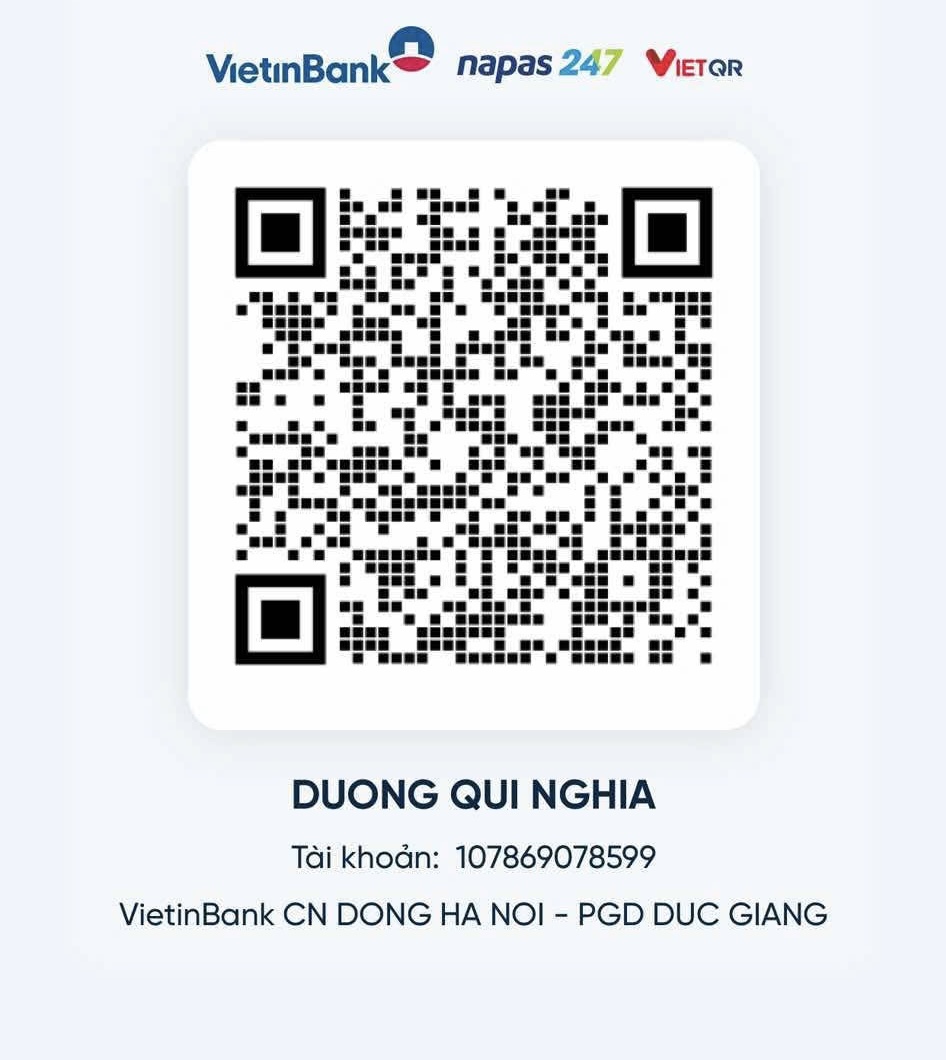 VietinBank napas 247 VIETQR
DUONG QUI NGHIA
Tài khoản: 107869078599
VietinBank CN DONG HA NOI - PGD DUC GIANG